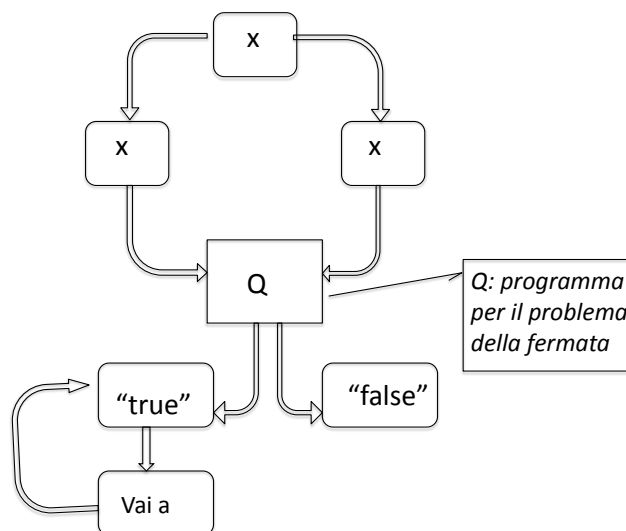 x
x
x
Q
Q: programma
per il problema
della fermata
“true”
“false”
Vai a